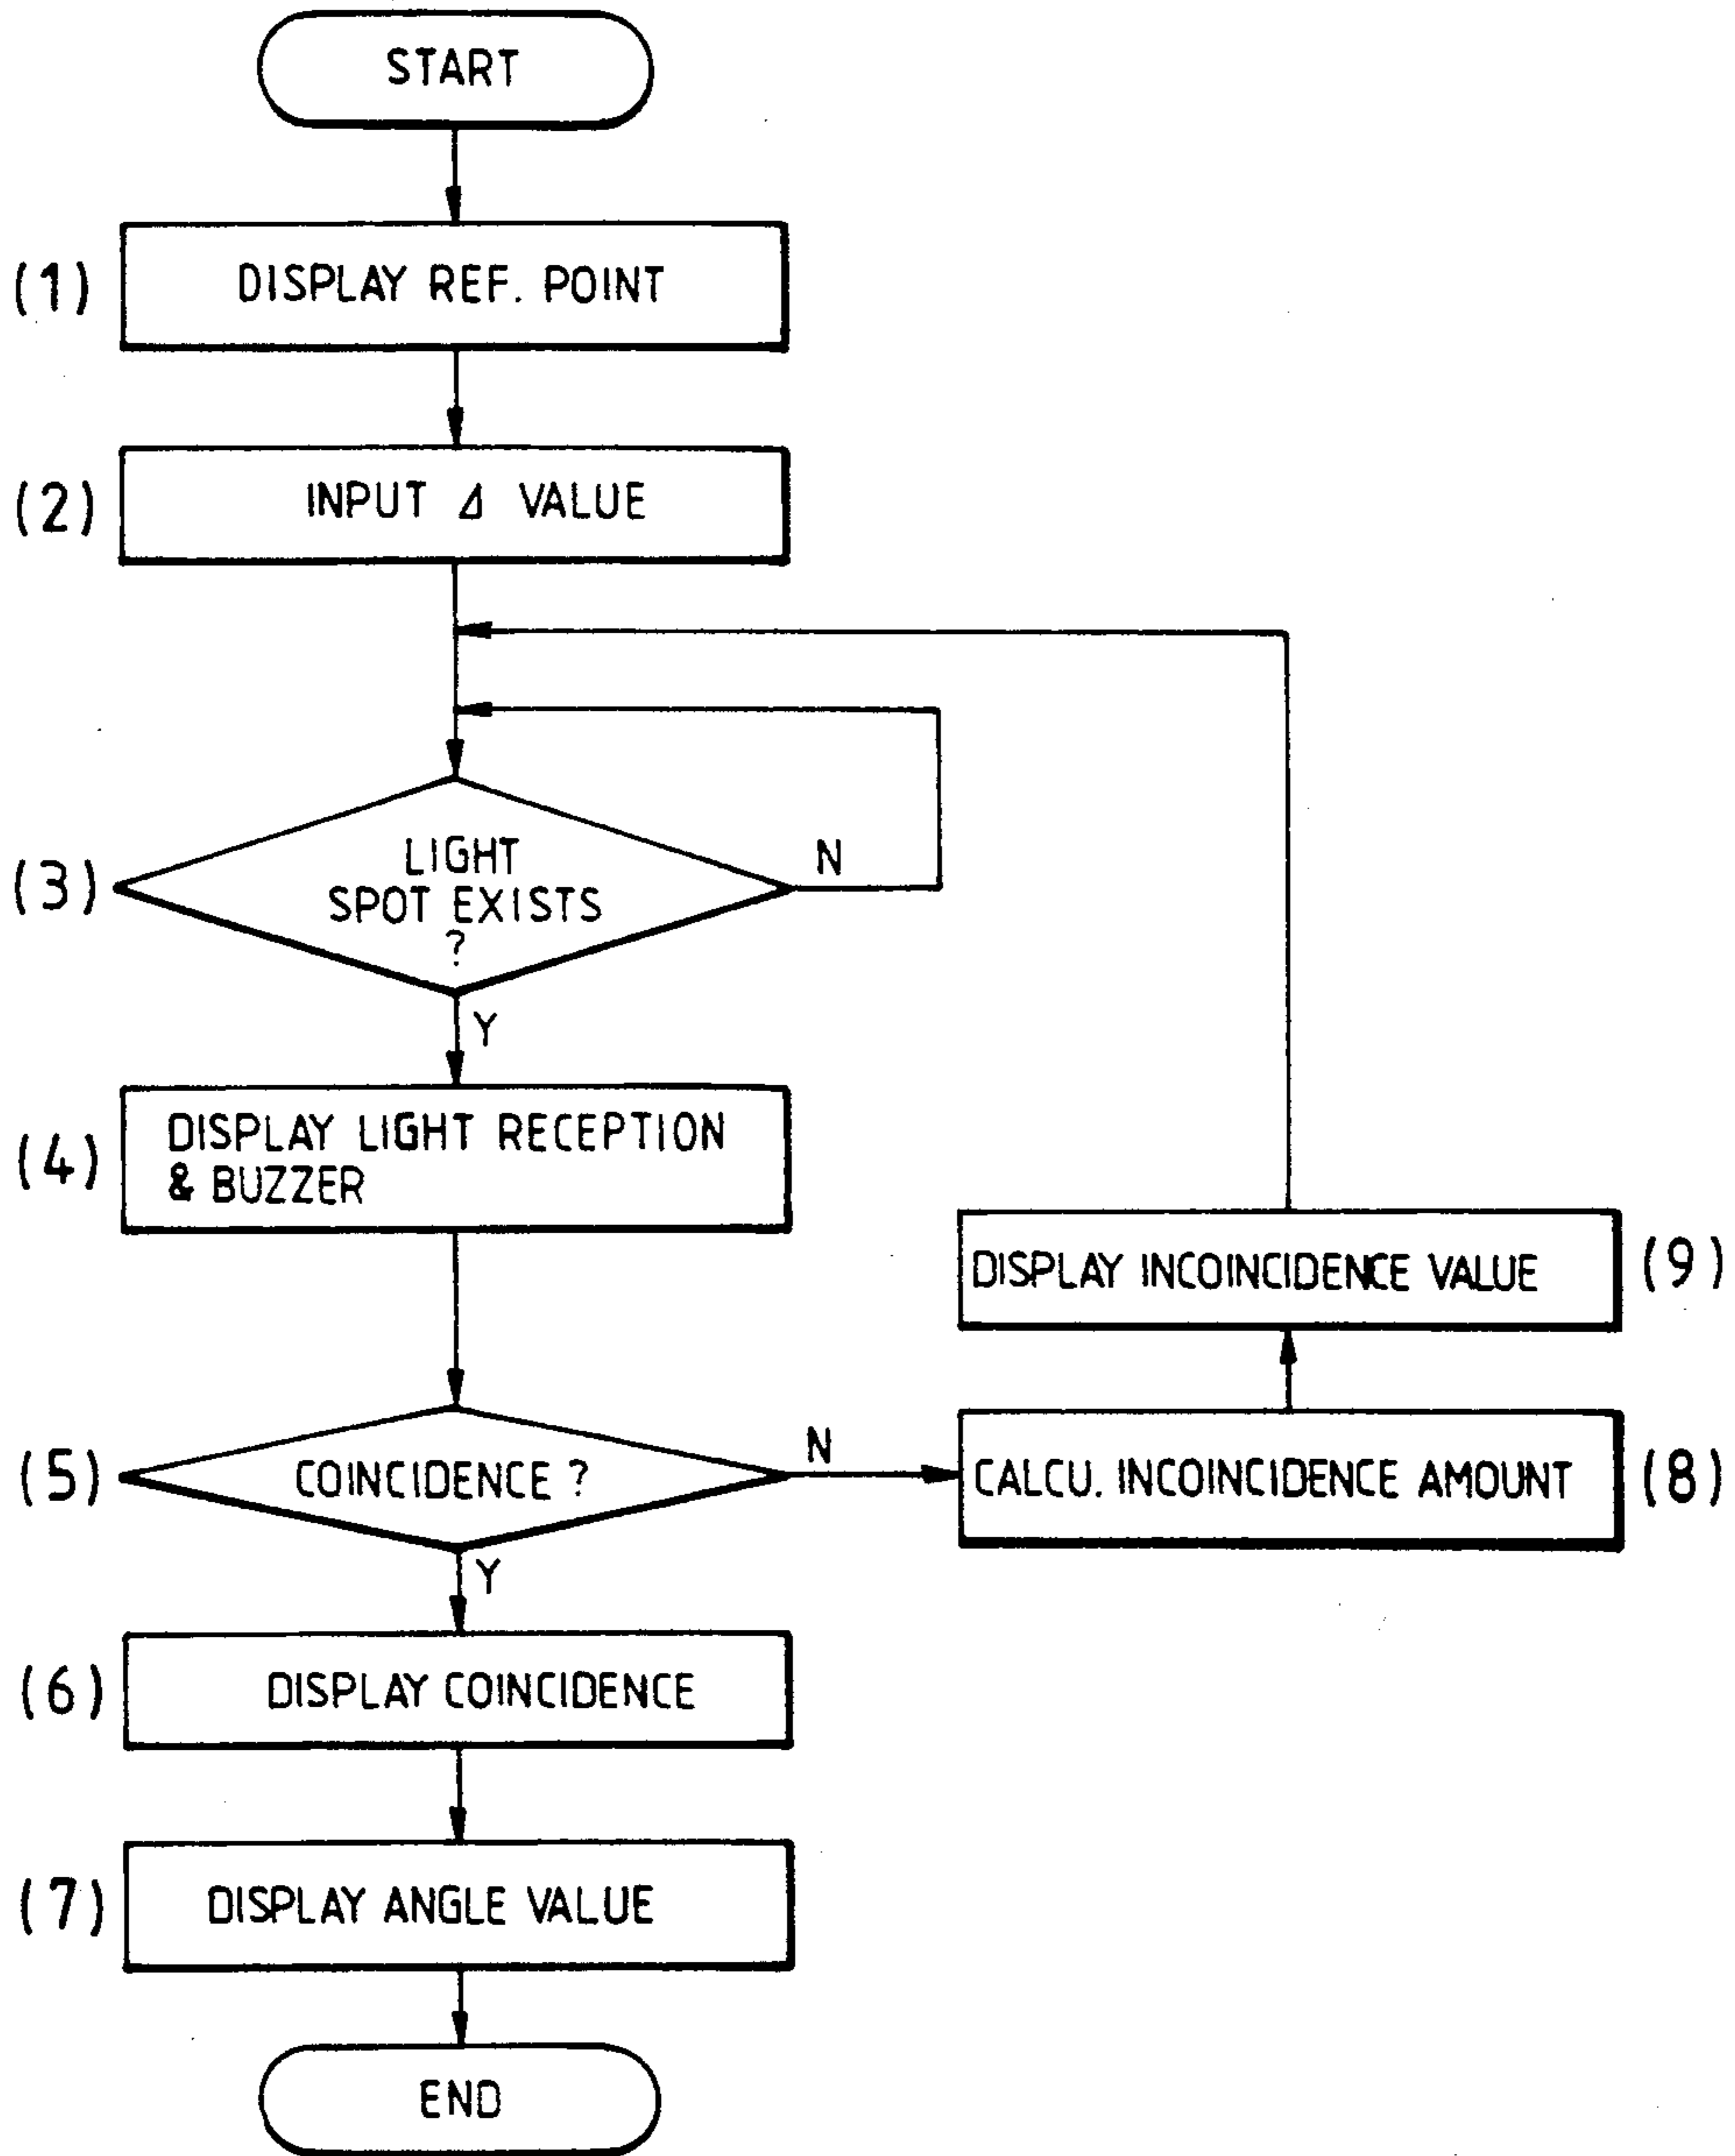 START
(1)
DISPLAY REF. POINT
(2)
INPUT Δ VALUE
(3)
LIGHT
SPOT EXISTS
?
N
Y
(4)
DISPLAY LIGHT RECEPTION
& BUZZER
DISPLAY INCOINCIDENCE VALUE
(9)
(5)
COINCIDENCE ?
N
CALCU. INCOINCIDENCE AMOUNT
(8)
Y
(6)
DISPLAY COINCIDENCE
(7)
DISPLAY ANGLE VALUE
END